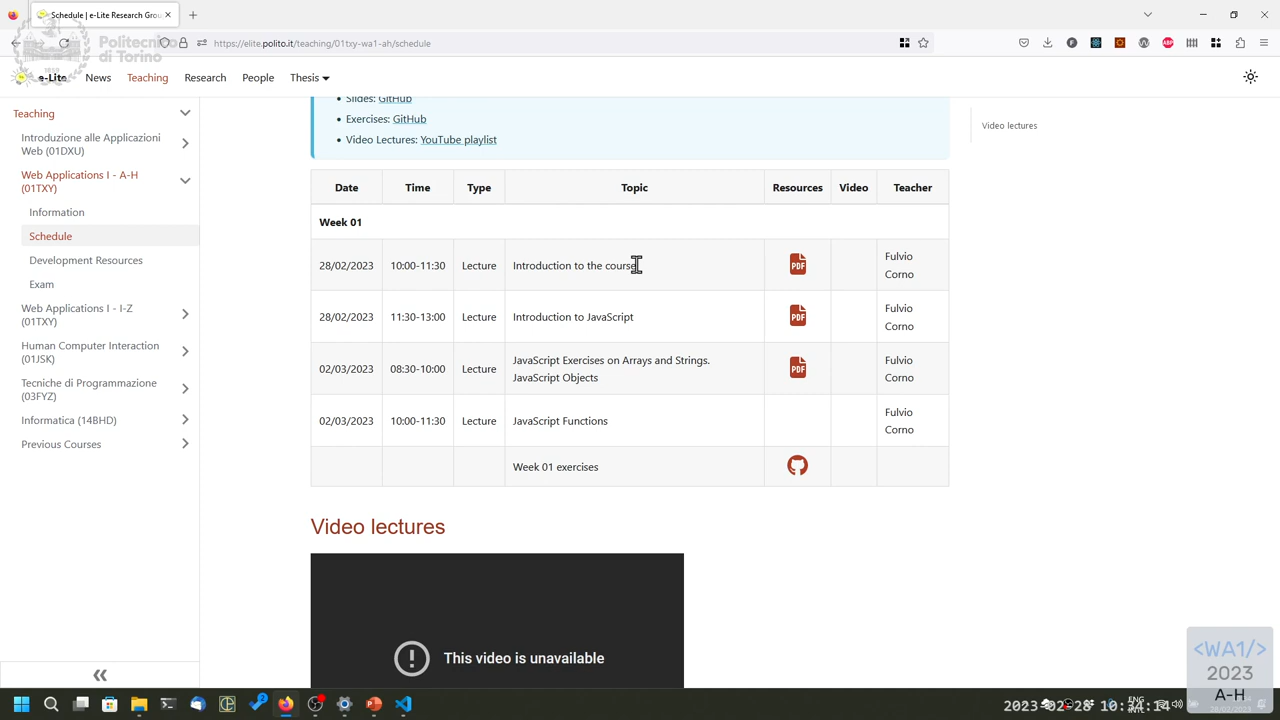 Schedule | e-Lite Research Grou
https://elite.polito.it/teaching/01txy-wa1-ah/schedule
Politecnico
di Torino
e-Lite
News
Teaching
Research
People
Thesis
Teaching
Introduzione alle Applicazioni
Web (01DXU)
Web Applications I - A-H
(01TXY)
Information
Schedule
Development Resources
Exam
Web Applications I - I-Z
(01TXY)
Human Computer Interaction
(01JSK)
Tecniche di Programmazione
(03FYZ)
Informatica (14BHD)
Previous Courses
Slides: GitHub
Exercises: GitHub
Video Lectures: YouTube playlist
Video lectures
Date Time Type Topic Resources Video Teacher
Week 01
28/02/2023 10:00-11:30 Lecture Introduction to the course PDF Fulvio
Corno
28/02/2023 11:30-13:00 Lecture Introduction to JavaScript PDF Fulvio
Corno
02/03/2023 08:30-10:00 Lecture JavaScript Exercises on Arrays and Strings.
JavaScript Objects PDF Fulvio
Corno
02/03/2023 10:00-11:30 Lecture JavaScript Functions Fulvio
Corno
Week 01 exercises
Video lectures
This video is unavailable
<WA1/>
2023
A-H
ENG